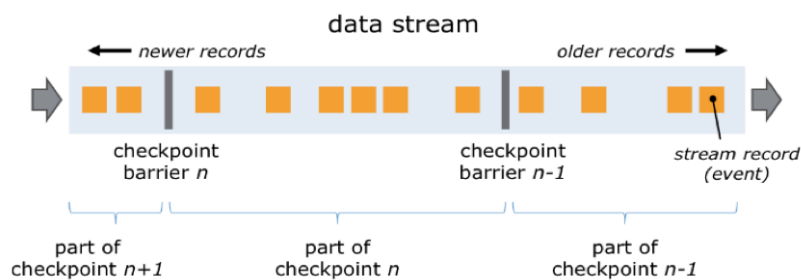 data stream
newer records
older records
checkpoint
barrier n
checkpoint
barrier n-1
stream record
(event)
part of
checkpoint n+1
part of
checkpoint n
part of
checkpoint n-1